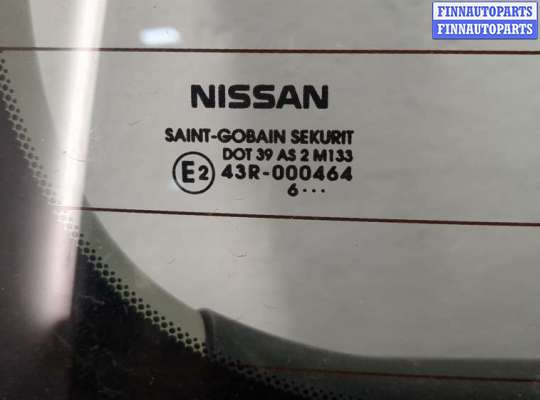 FINNAUTOPARTS
FINNAUTOPARTS
NISSAN
SAINT-GOBAIN SEKURIT
DOT 39 AS 2 M133
E2 43R-000464
6···